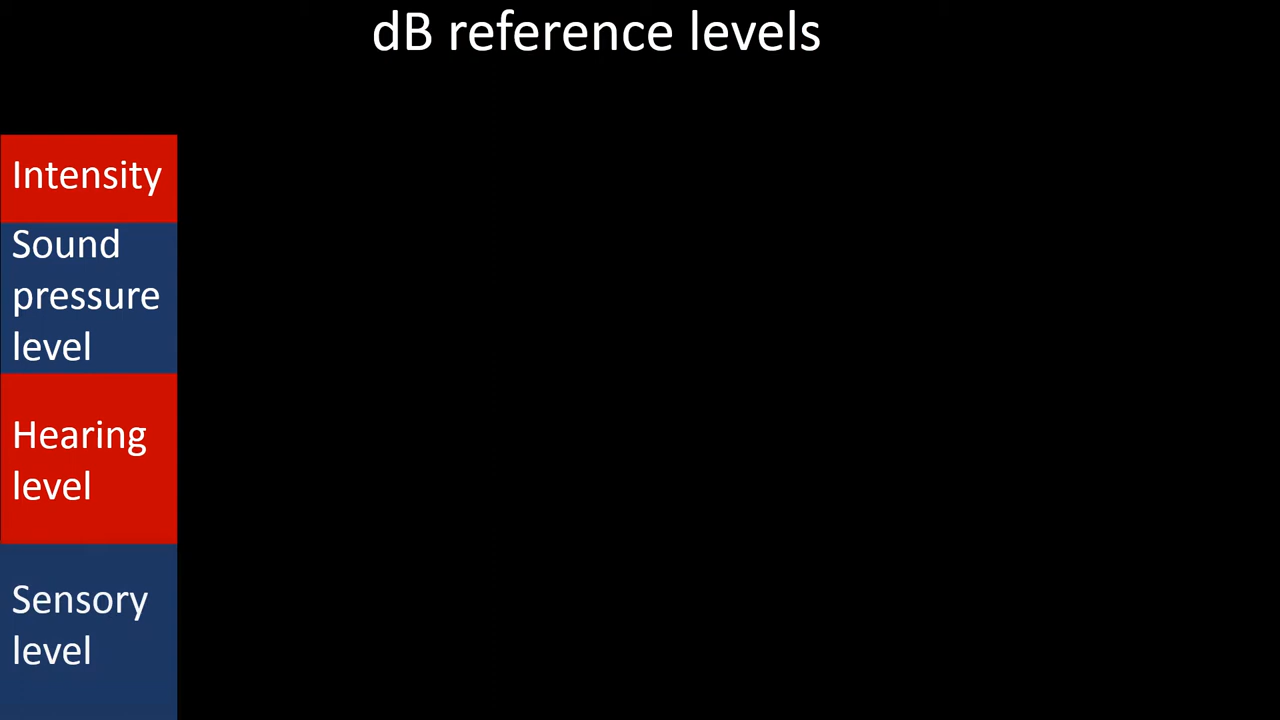 dB reference levels
Intensity
Sound
pressure
level
Hearing
level
Sensory
level